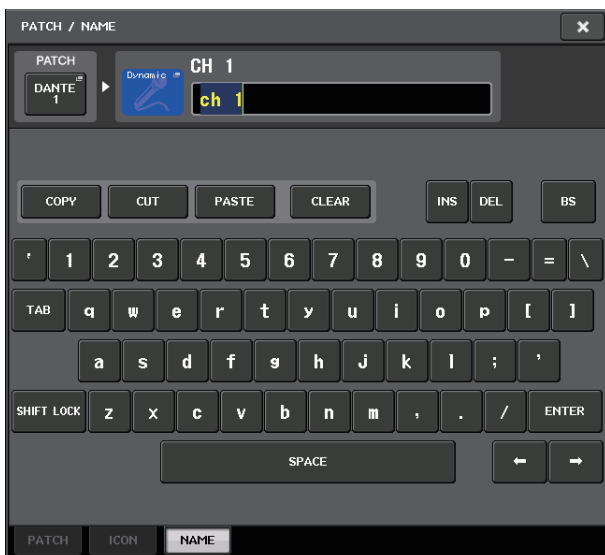 PATCH / NAME
PATCH
DANTE 1
Dynamic
CH 1
ch 1
COPY CUT PASTE CLEAR INS DEL BS
' 1 2 3 4 5 6 7 8 9 0 - = \
TAB q w e r t y u i o p [ ]
a s d f g h j k l ; '
SHIFT LOCK z x c v b n m , . / ENTER
SPACE ← →
PATCH ICON NAME